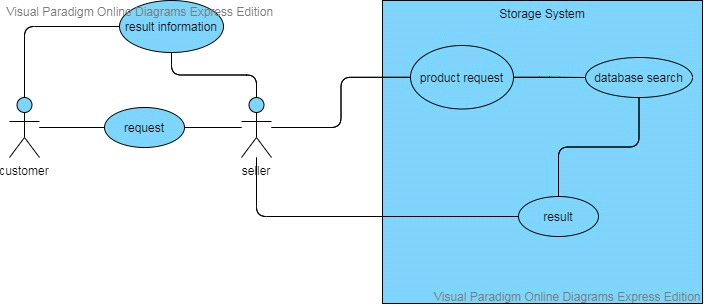 Visual Paradigm Online Diagrams Express Edition
Storage System
result information
product request
database search
request
customer
seller
result
Visual Paradigm Online Diagrams Express Edition